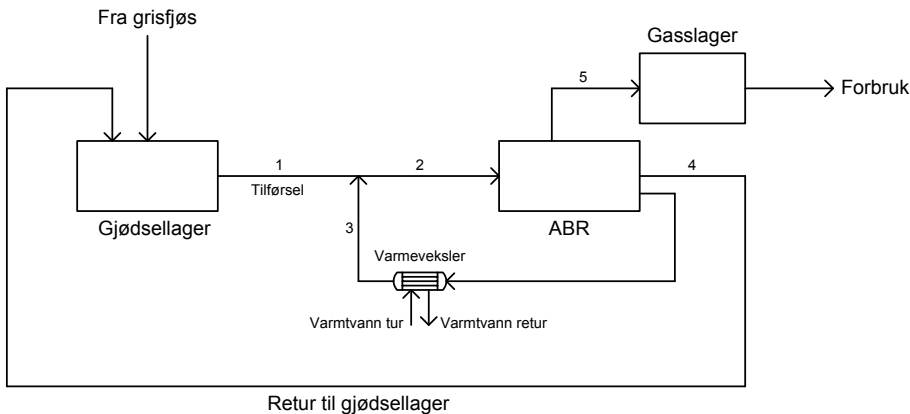 Fra grisfjøs
Gasslager
5
Forbruk
1
2
4
Tilførsel
Gjødsellager
3
ABR
Varmeveksler
Varmtvann tur
Varmtvann retur
Retur til gjødsellager